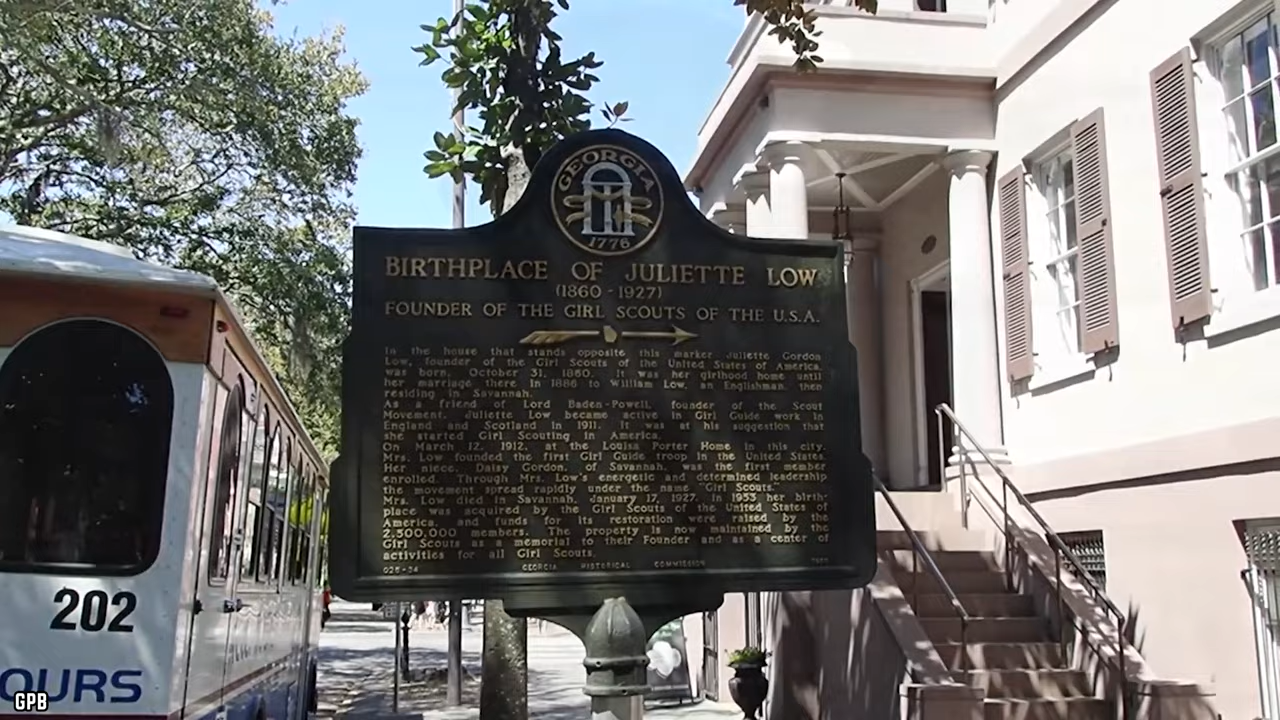 GEORGIA
1776
BIRTHPLACE OF JULIETTE LOW
(1860-1927)
FOUNDER OF THE GIRL SCOUTS OF THE U.S.A.
In the house that stands opposite this marker Juliette Gordon
Low, founder of the Girl Scouts of the United States of America,
was born, October 31, 1860. It was her girlhood home until
her marriage there in 1886 to William Low, an Englishman, then
residing in Savannah.
As a friend of Lord Baden-Powell, founder of the Scout
Movement, Juliette Low became active in Girl Guide work in
England and Scotland in 1911. It was at his suggestion that
she started Girl Scouting in America.
On March 12, 1912, at the Louisa Porter Home in this city,
Mrs. Low founded the first Girl Guide troop in the United States.
Her niece, Daisy Gordon, of Savannah, was the first member
enrolled. Through Mrs. Low's energetic and determined leadership
the movement spread rapidly under the name "Girl Scouts."
Mrs. Low died in Savannah, January 17, 1927. In 1953 her birth-
place was acquired by the Girl Scouts of the United States of
America, and funds for its restoration were raised by the
2,500,000 members. The property is now maintained by the
Girl Scouts as a memorial to their Founder and as a center of
activities for all Girl Scouts.
025-34 GEORGIA HISTORICAL COMMISSION
202
OURS
GPB